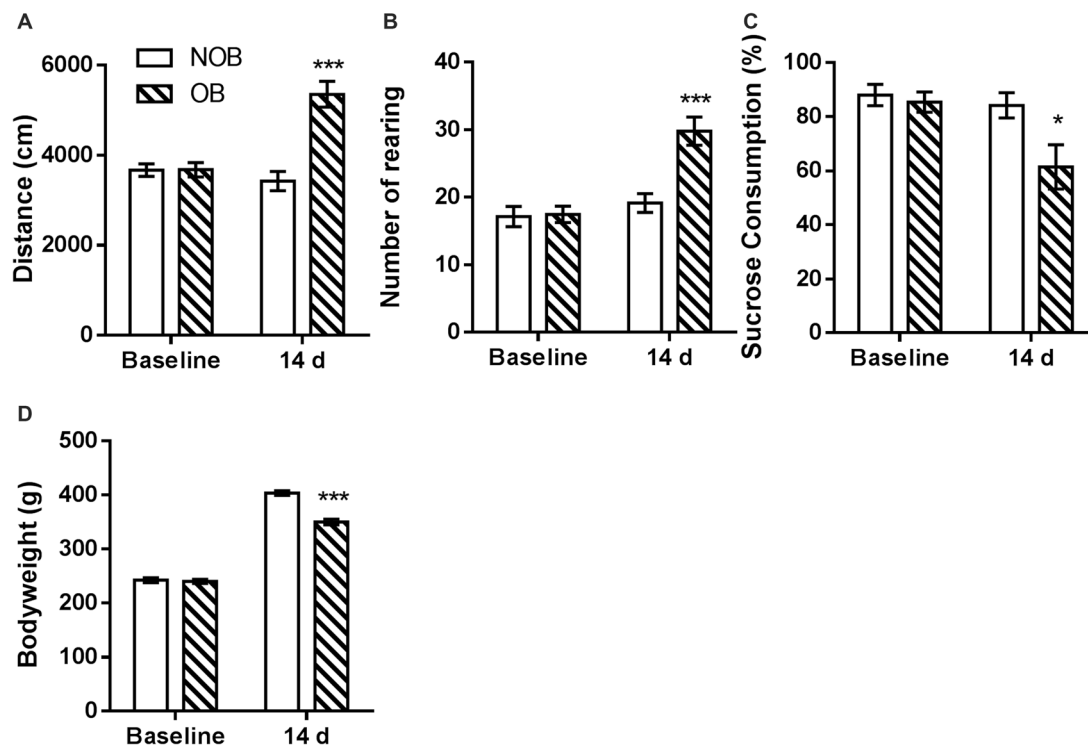 A
Distance (cm)
6000
4000
2000
0
NOB
OB
***
Baseline
14 d
B
Number of rearing
40
30
20
10
0
***
Baseline
14 d
C
Sucrose Consumption (%)
100
80
60
40
20
0
*
Baseline
14 d
D
Bodyweight (g)
500
400
300
200
100
0
***
Baseline
14 d